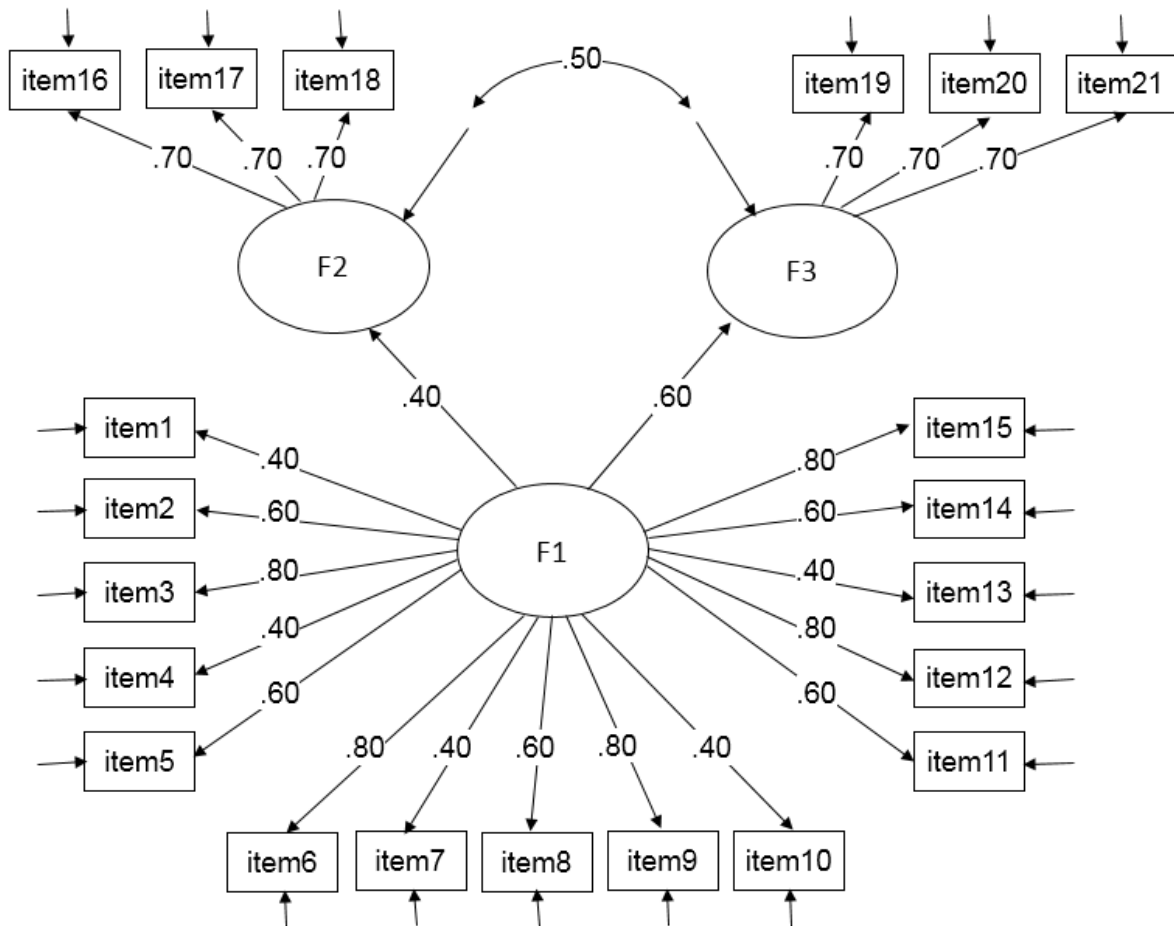 item16
item17
item18
.50
item19
item20
item21
.70
.70
.70
.70
.70
.70
F2
F3
.40
.60
item1
item15
.40
.80
item2
item14
.60
.60
item3
item13
.80
.40
F1
item4
item12
.40
.80
item5
item11
.60
.60
.80
.40
.60
.80
.40
item6
item7
item8
item9
item10